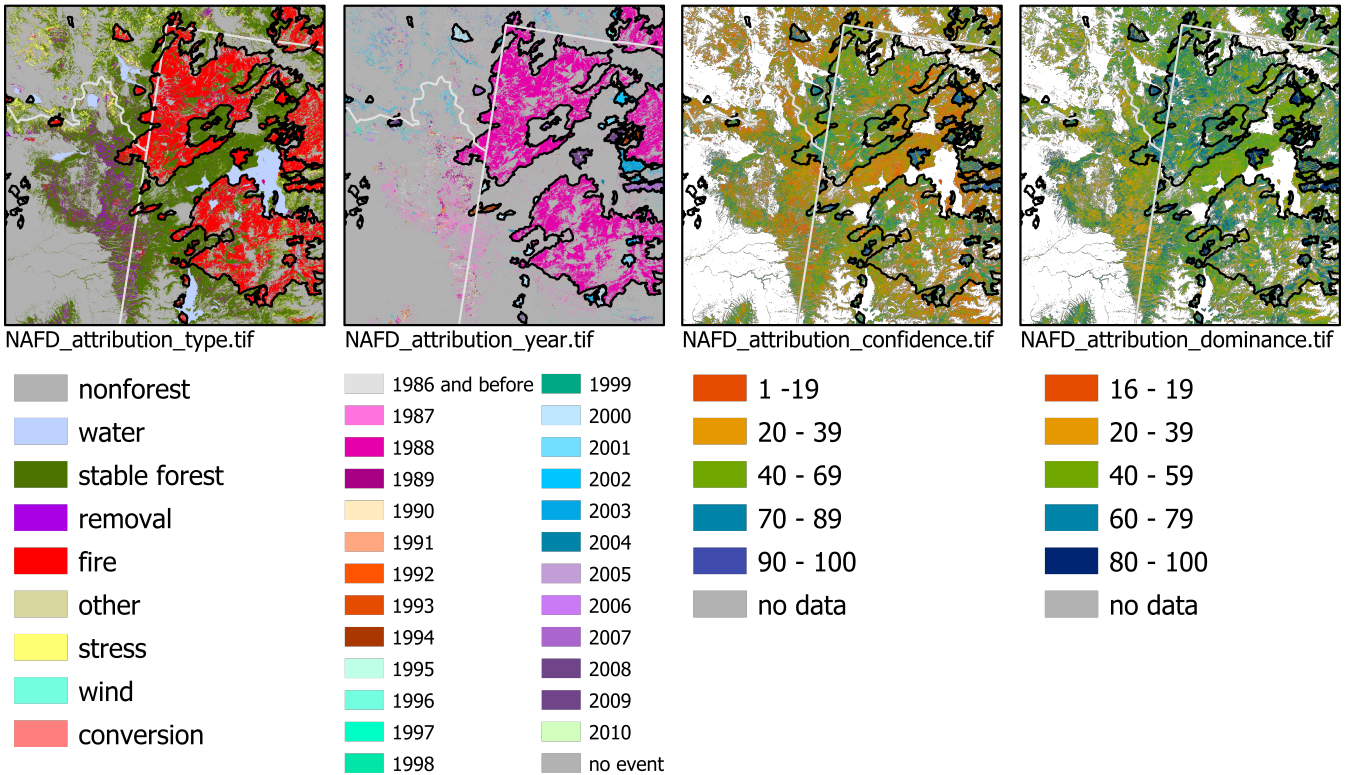 NAFD_attribution_type.tif
NAFD_attribution_year.tif
NAFD_attribution_confidence.tif
NAFD_attribution_dominance.tif
nonforest
water
stable forest
removal
fire
other
stress
wind
conversion
1986 and before
1987
1988
1989
1990
1991
1992
1993
1994
1995
1996
1997
1998
1999
2000
2001
2002
2003
2004
2005
2006
2007
2008
2009
2010
no event
1 -19
20 - 39
40 - 69
70 - 89
90 - 100
no data
16 - 19
20 - 39
40 - 59
60 - 79
80 - 100
no data